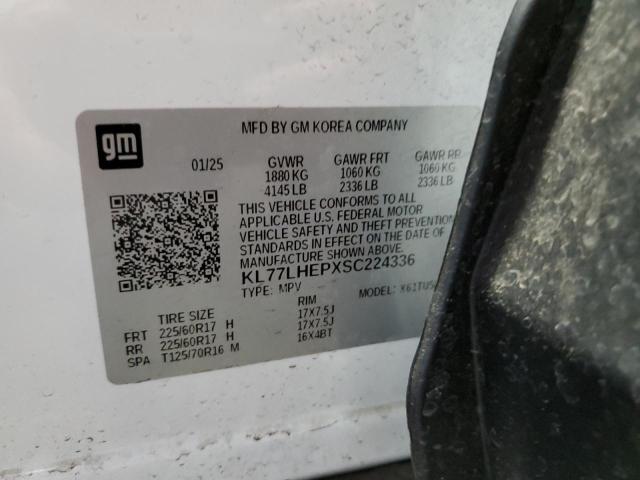 gm
MFD BY GM KOREA COMPANY
01/25 GVWR GAWR FRT GAWR RR
1880 KG 1060 KG 1060 KG
4145 LB 2336 LB 2336 LB
THIS VEHICLE CONFORMS TO ALL
APPLICABLE U.S. FEDERAL MOTOR
VEHICLE SAFETY AND THEFT PREVENTION
STANDARDS IN EFFECT ON THE DATE OF
MANUFACTURE SHOWN ABOVE.
KL77LHEPXSC224336
TYPE: MPV MODEL:
TIRE SIZE RIM
FRT 225/60R17 H 17X7.5J
RR 225/60R17 H 17X7.5J
SPA T125/70R16 M 16X4BT